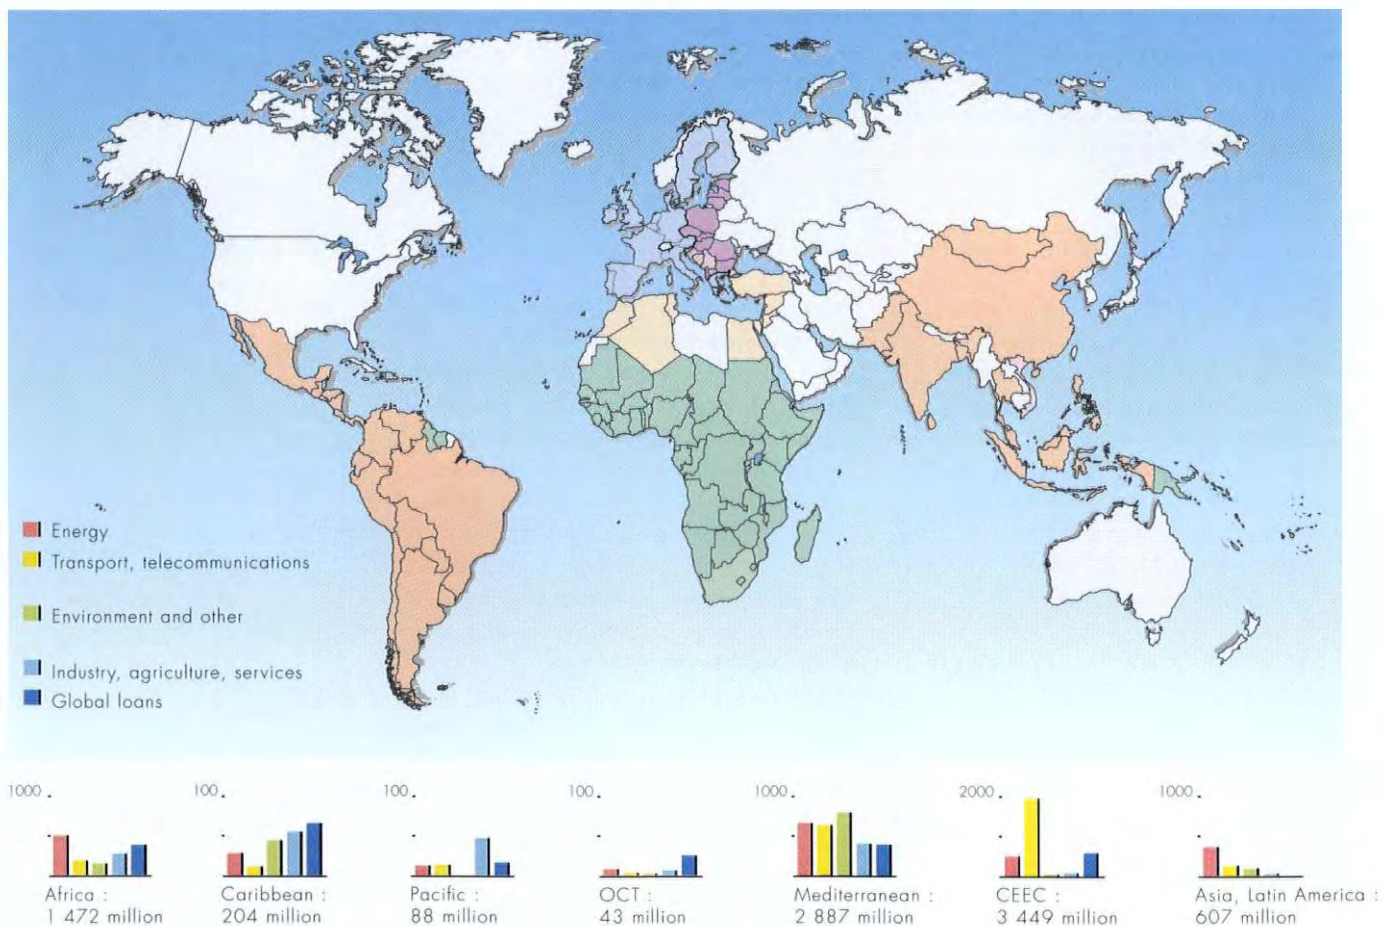 Energy
Transport, telecommunications
Environment and other
Industry, agriculture, services
Global loans
1000
100
100
100
1000
2000
1000
Africa :
1 472 million
Caribbean :
204 million
Pacific :
88 million
OCT :
43 million
Mediterranean :
2 887 million
CEEC :
3 449 million
Asia, Latin America :
607 million